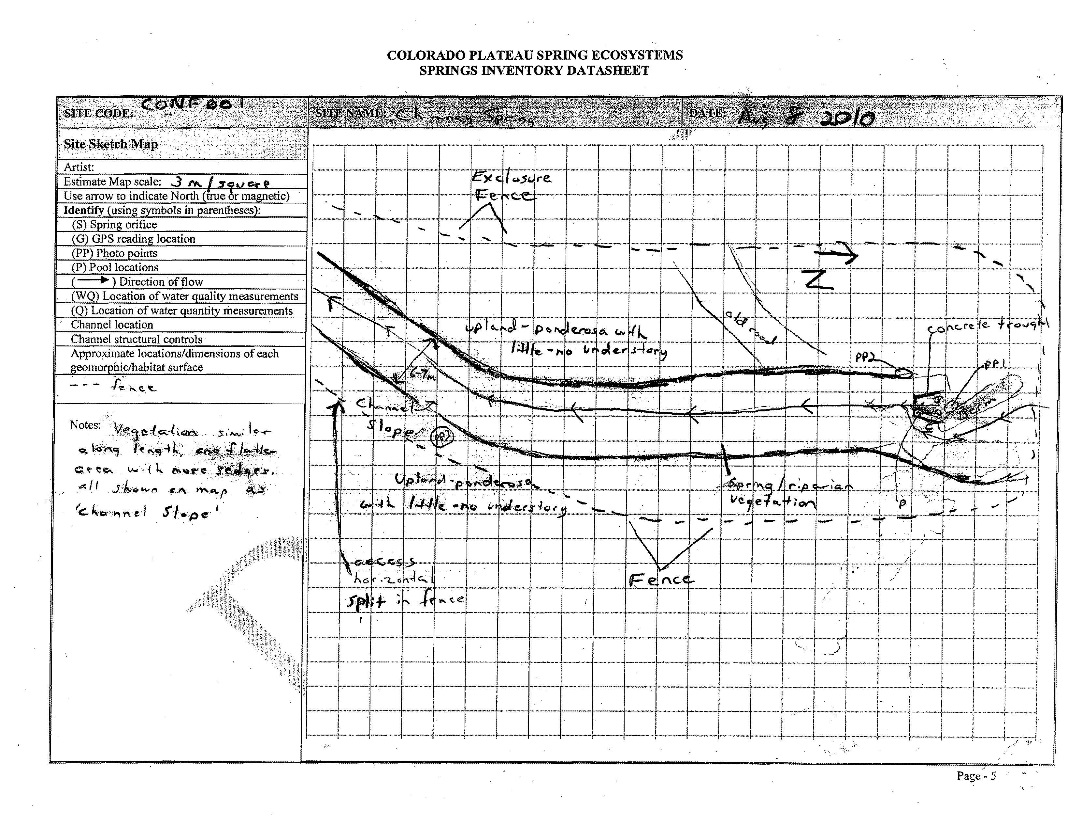 COLORADO PLATEAU SPRING ECOSYSTEMS
SPRINGS INVENTORY DATASHEET
SITE CODE: CONF001
SITE NAME: Spring
DATE: Aug 8 2010
Site Sketch Map
Artist:
Estimate Map scale: 3 m / square
Use arrow to indicate North (true or magnetic)
Identify (using symbols in parentheses):
(S) Spring orifice
(G) GPS reading location
(PP) Photo points
(P) Pool locations
( → ) Direction of flow
(WQ) Location of water quality measurements
(Q) Location of water quantity measurements
Channel location
Channel structural controls
Approximate locations/dimensions of each
geomorphic/habitat surface
--- fence
Notes: Vegetation similar
along length, one flatter
area with more sedges.
all shown on map as
'channel slope'
Exclosure
Fence
N
old road
upland-ponderosa with
little-no understory
concrete trough
PP2
PP1
6-7m
Channel
Slope
Upland-ponderosa
with little-no understory
Spring/riparian
vegetation
P
access
horizontal
split in fence
Fence
Page - 5